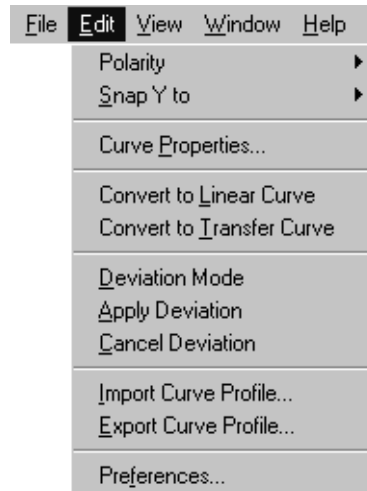 File Edit View Window Help
Polarity
Snap Y to
Curve Properties...
Convert to Linear Curve
Convert to Transfer Curve
Deviation Mode
Apply Deviation
Cancel Deviation
Import Curve Profile...
Export Curve Profile...
Preferences...